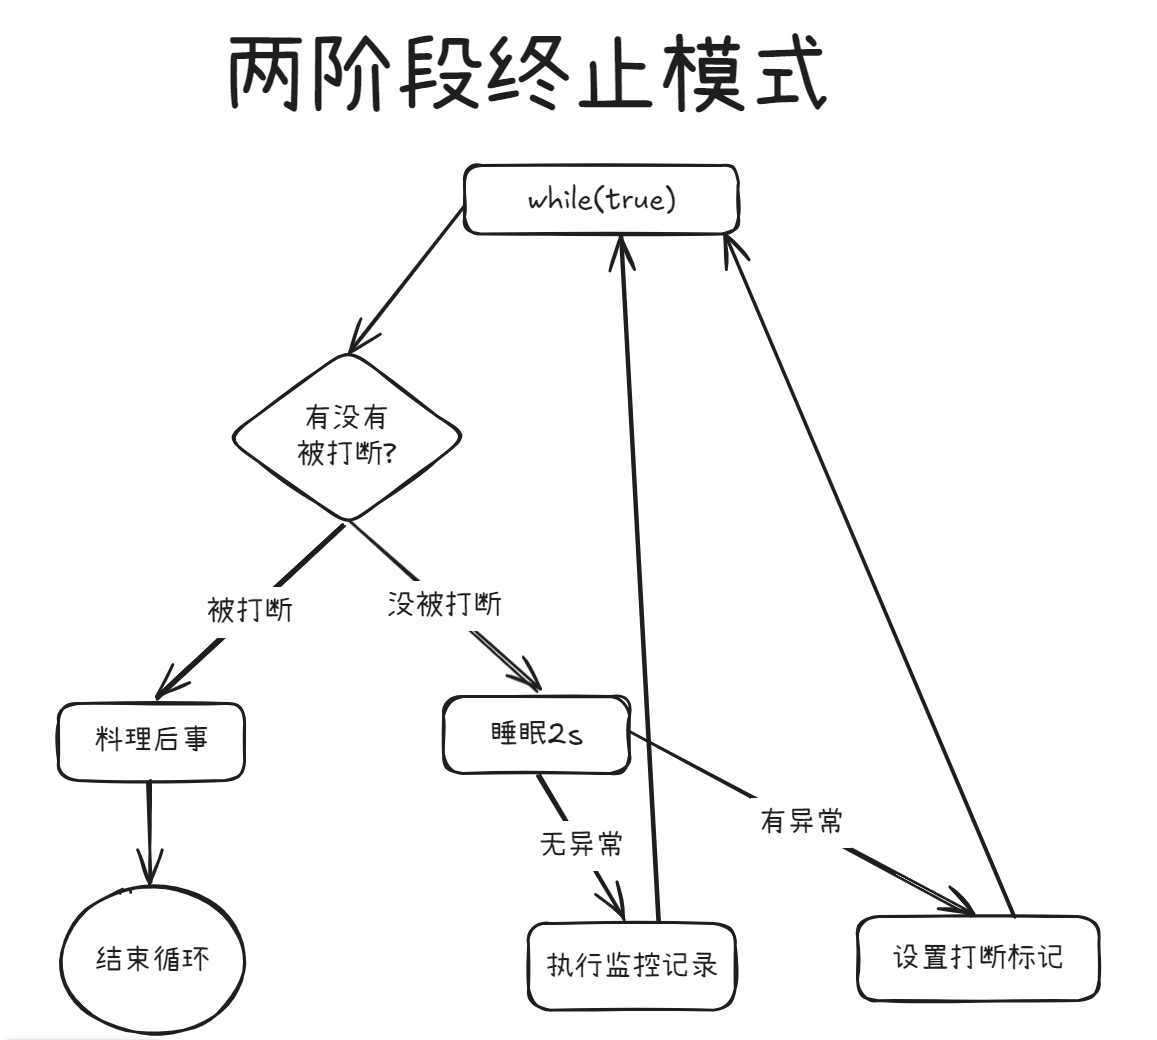 两阶段终止模式
while(true)
有没有
被打断?
被打断
没被打断
料理后事
睡眠2s
有异常
无异常
结束循环
执行监控记录
设置打断标记